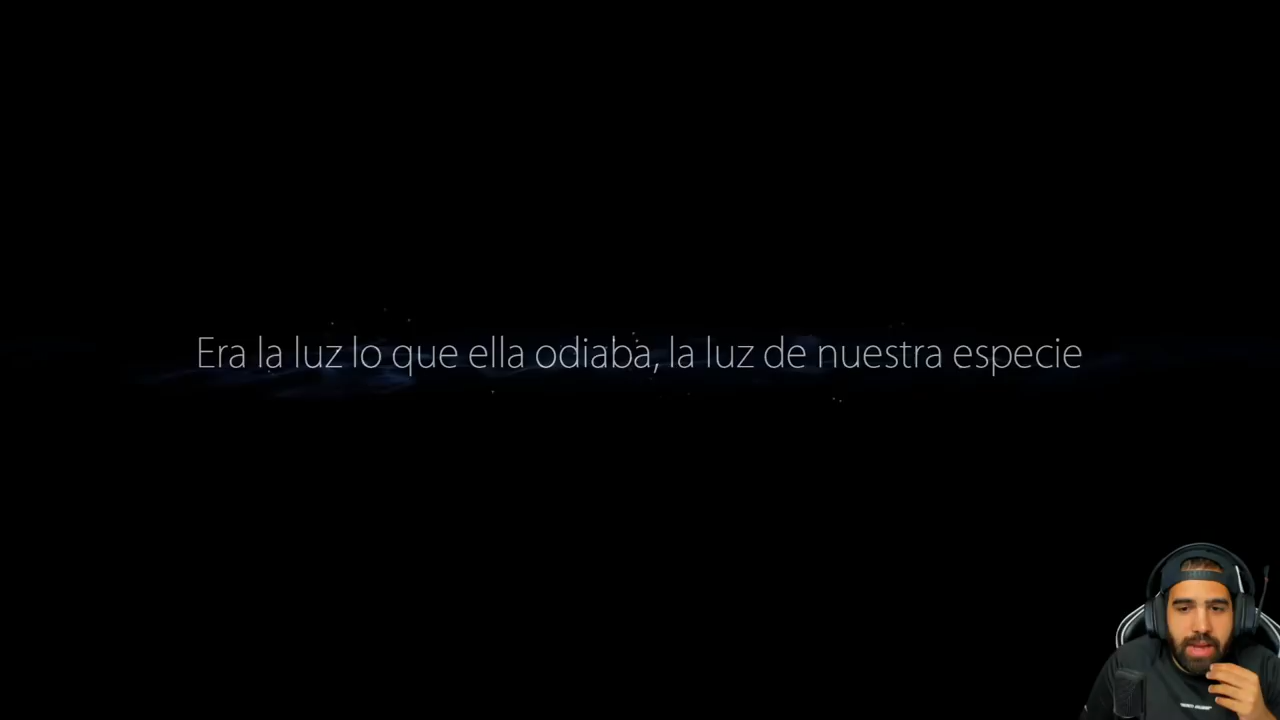 Era la luz lo que ella odiaba, la luz de nuestra especie